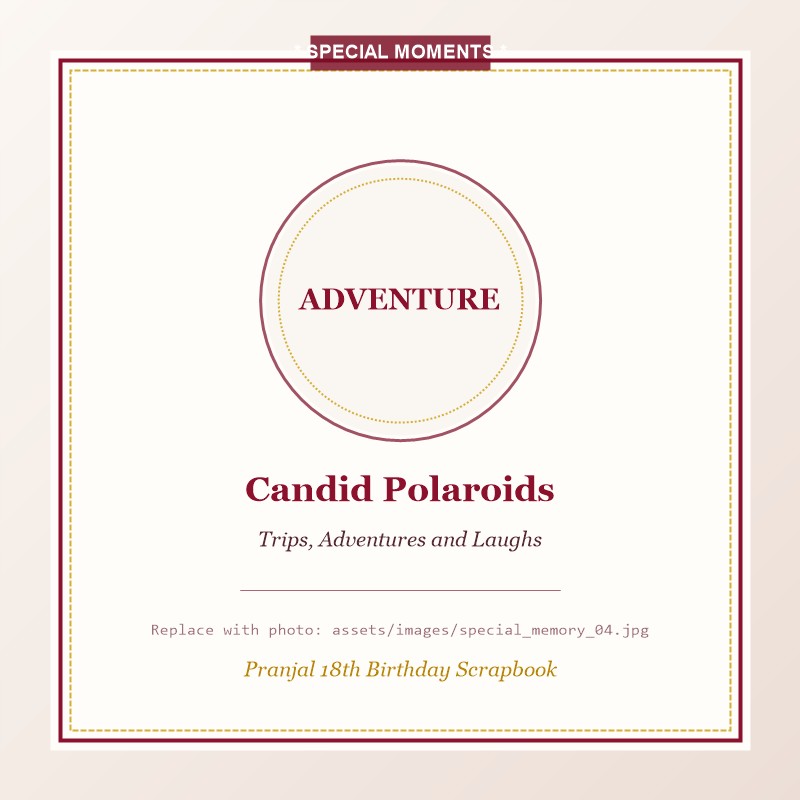 * SPECIAL MOMENTS *
ADVENTURE
Candid Polaroids
Trips, Adventures and Laughs
Replace with photo: assets/images/special_memory_04.jpg
Pranjal 18th Birthday Scrapbook